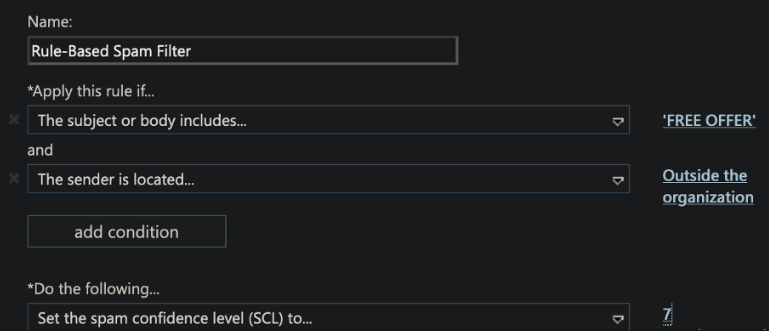 Name:
Rule-Based Spam Filter
*Apply this rule if...
The subject or body includes...
'FREE OFFER'
and
The sender is located...
Outside the
organization
add condition
*Do the following...
Set the spam confidence level (SCL) to...
7